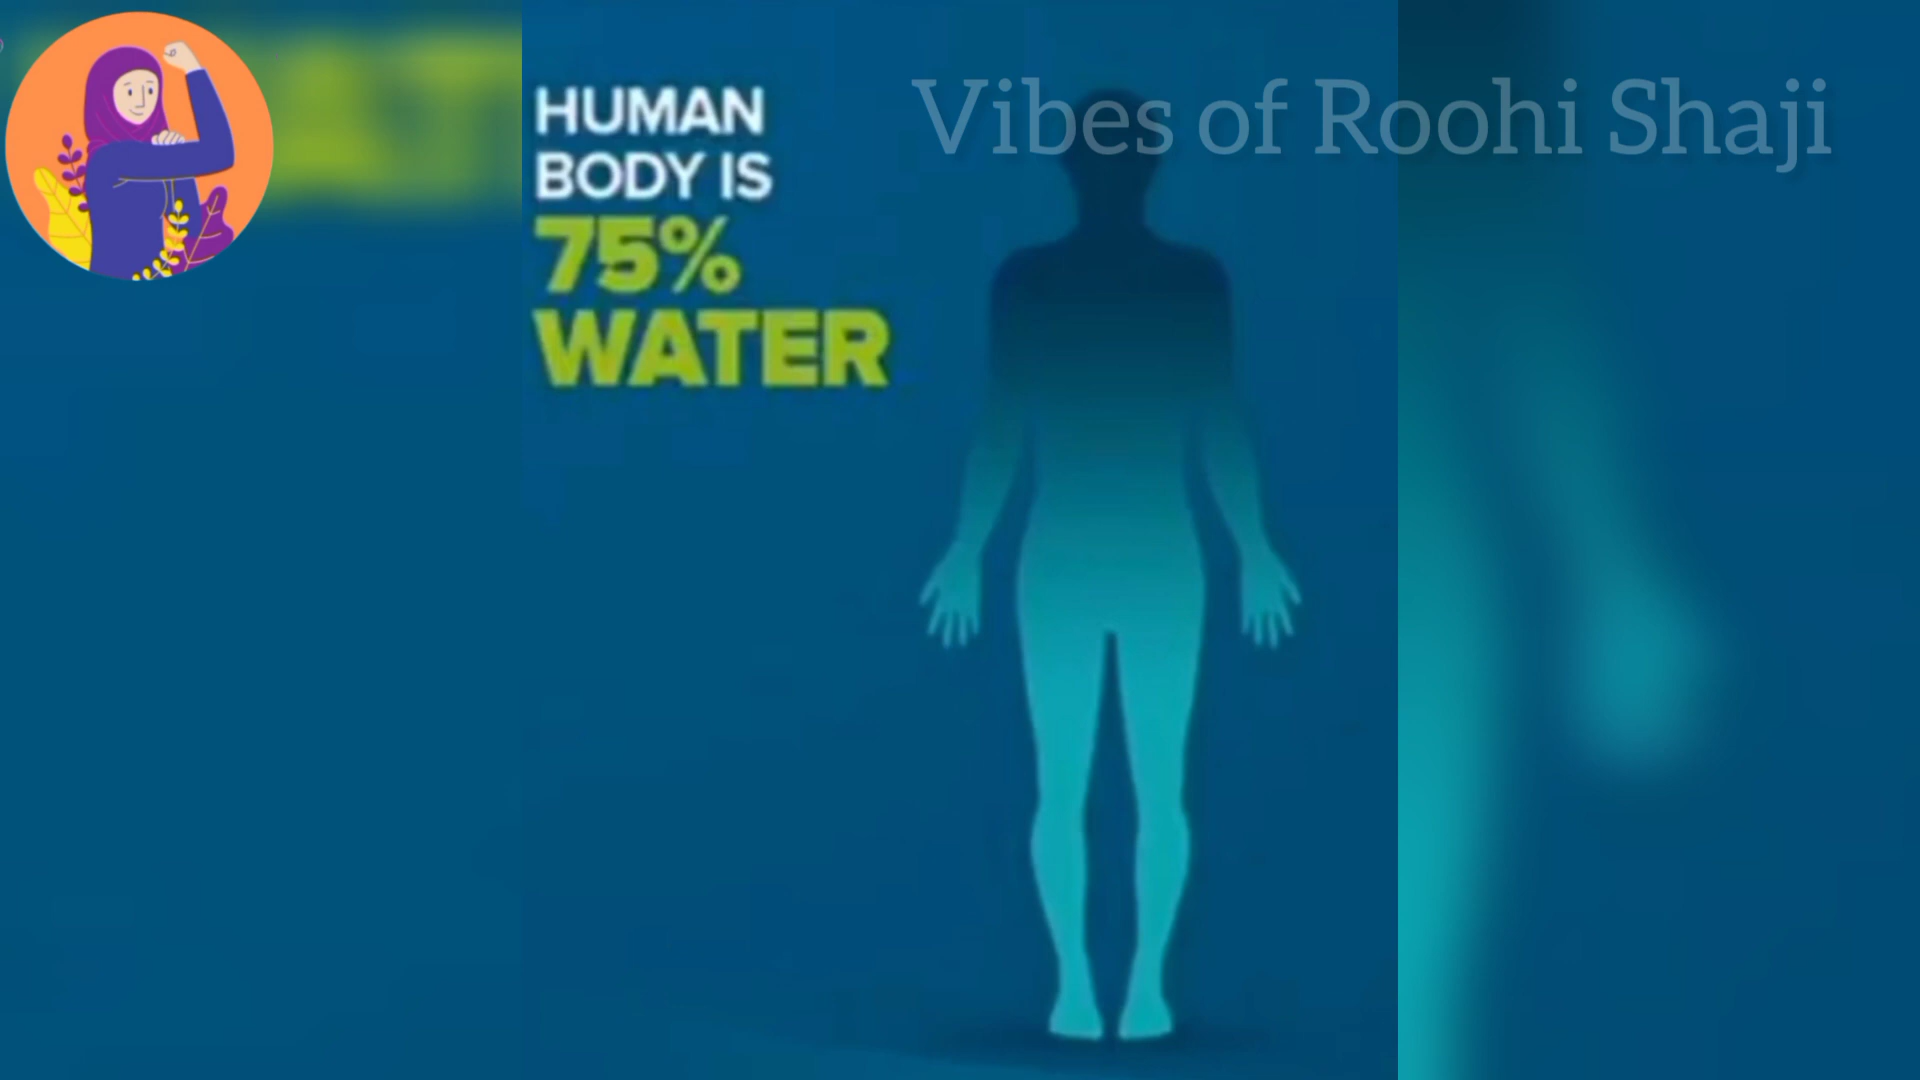 HUMAN
BODY IS
75%
WATER
Vibes of Roohi Shaji